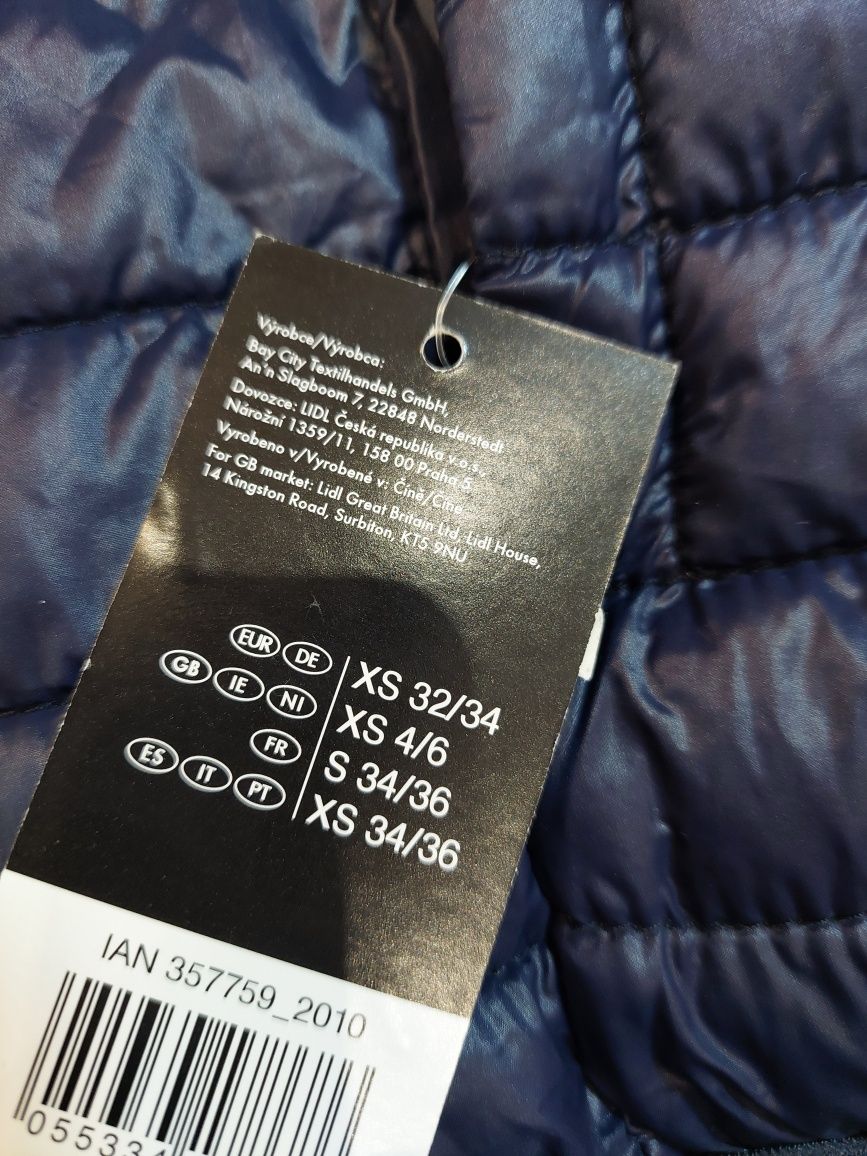 Výrobce/Výrobca:
Bay City Textilhandels GmbH,
An'n Slagboom 7, 22848 Norderstedt
Dovozce: LIDL Česká republika v.o.s.,
Nárožní 1359/11, 158 00 Praha 5
Vyrobeno v/Vyrobené v: Číně/Číne
For GB market: Lidl Great Britain Ltd, Lidl House,
14 Kingston Road, Surbiton, KT5 9NU
EUR DE XS 32/34
GB IE NI XS 4/6
FR S 34/36
ES IT PT XS 34/36
IAN 357759_2010